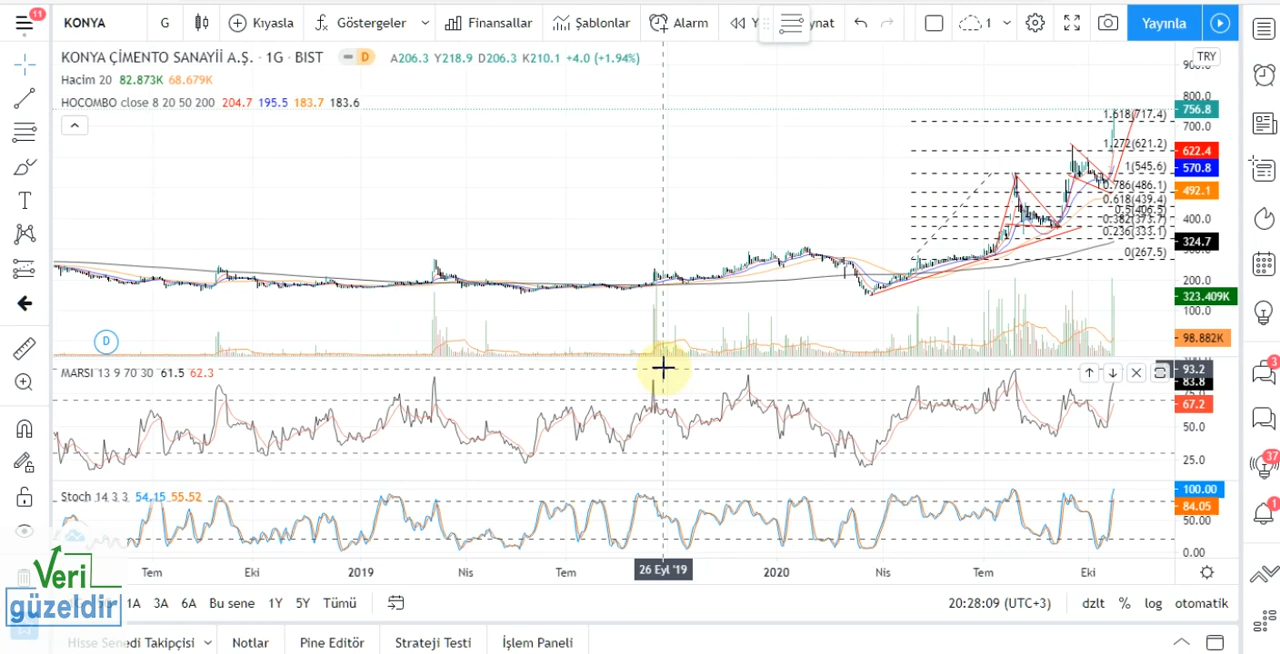 11
KONYA
G
Kıyasla
Göstergeler
Finansallar
Şablonlar
Alarm
Y
ynat
1
Yayınla
KONYA ÇİMENTO SANAYİİ A.Ş. · 1G · BIST
D
A206.3 Y218.9 D206.3 K210.1 +4.0 (+1.94%)
TRY
Hacim 20 82.873K 68.679K
HOCOMBO close 8 20 50 200 204.7 195.5 183.7 183.6
900.0
800.0
756.8
700.0
622.4
570.8
492.1
400.0
324.7
300.0
200.0
323.409K
100.0
98.882K
1.618(717.4)
1.272(621.2)
1(545.6)
0.786(486.1)
0.618(439.4)
0.5(406.5)
0.382(373.7)
0.236(333.1)
0(267.5)
D
MARSI 13 9 70 30 61.5 62.3
100.0
93.2
83.8
67.2
50.0
25.0
Stoch 14 3 3 54.15 55.52
100.00
84.05
50.00
0.00
Tem
Eki
2019
Nis
Tem
26 Eyl '19
2020
Nis
Tem
Eki
1A
3A
6A
Bu sene
1Y
5Y
Tümü
20:28:09 (UTC+3)
dzlt
%
log
otomatik
Veri
güzeldir
Hisse Senedi Takipçisi
Notlar
Pine Editör
Strateji Testi
İşlem Paneli
3
37
1